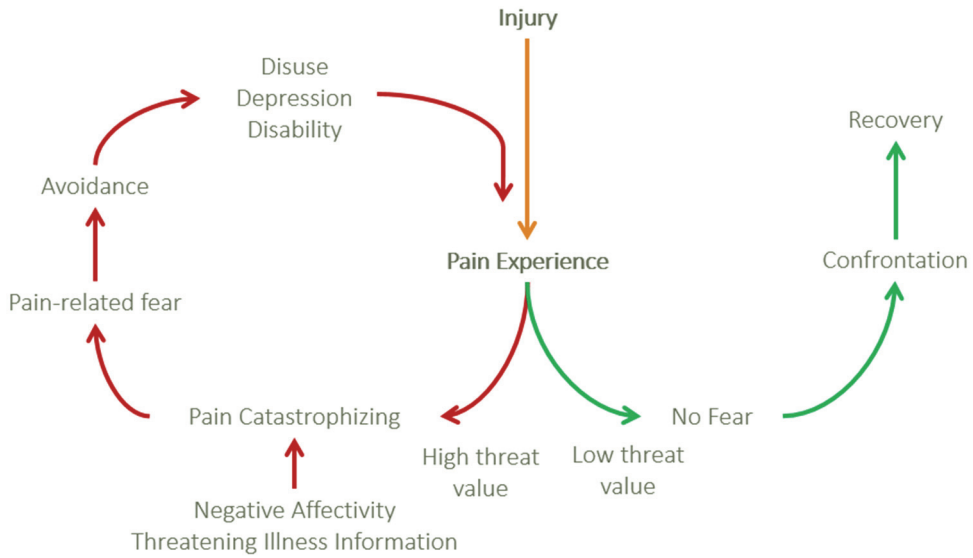 Injury
Disuse
Depression
Disability
Recovery
Avoidance
Pain Experience
Confrontation
Pain-related fear
Pain Catastrophizing
No Fear
High threat
value
Low threat
value
Negative Affectivity
Threatening Illness Information